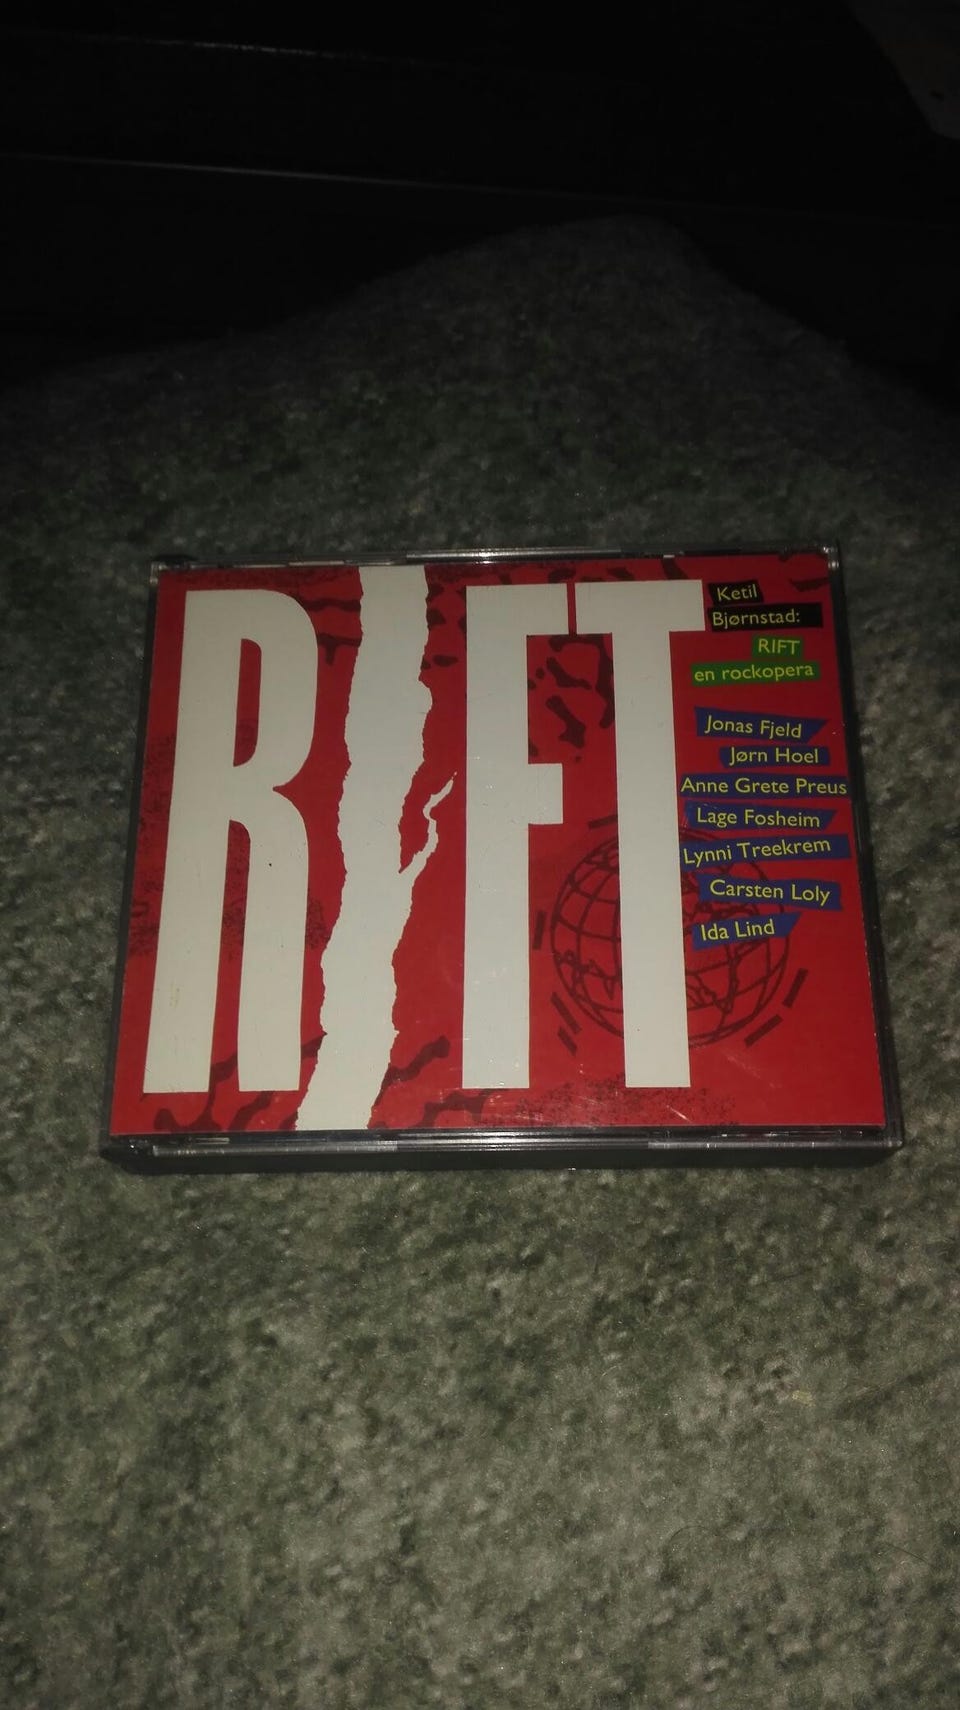 RIFT
Ketil
Bjørnstad:
RIFT
en rockopera
Jonas Fjeld
Jørn Hoel
Anne Grete Preus
Lage Fosheim
Lynni Treekrem
Carsten Loly
Ida Lind